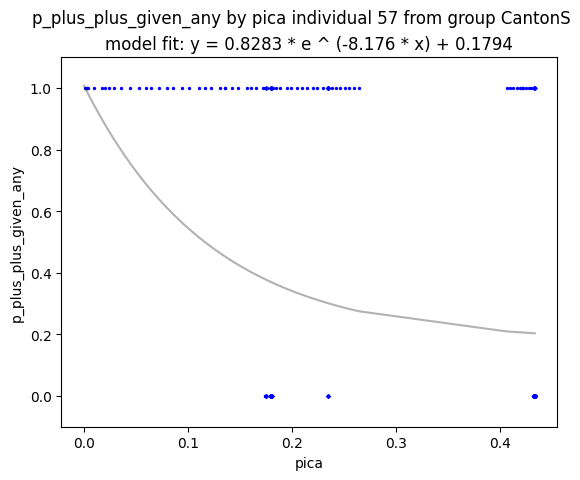 p_plus_plus_given_any by pica individual 57 from group CantonS
model fit: y = 0.8283 * e ^ (-8.176 * x) + 0.1794
1.0
0.8
0.6
0.4
0.2
0.0
p_plus_plus_given_any
0.0 0.1 0.2 0.3 0.4
pica